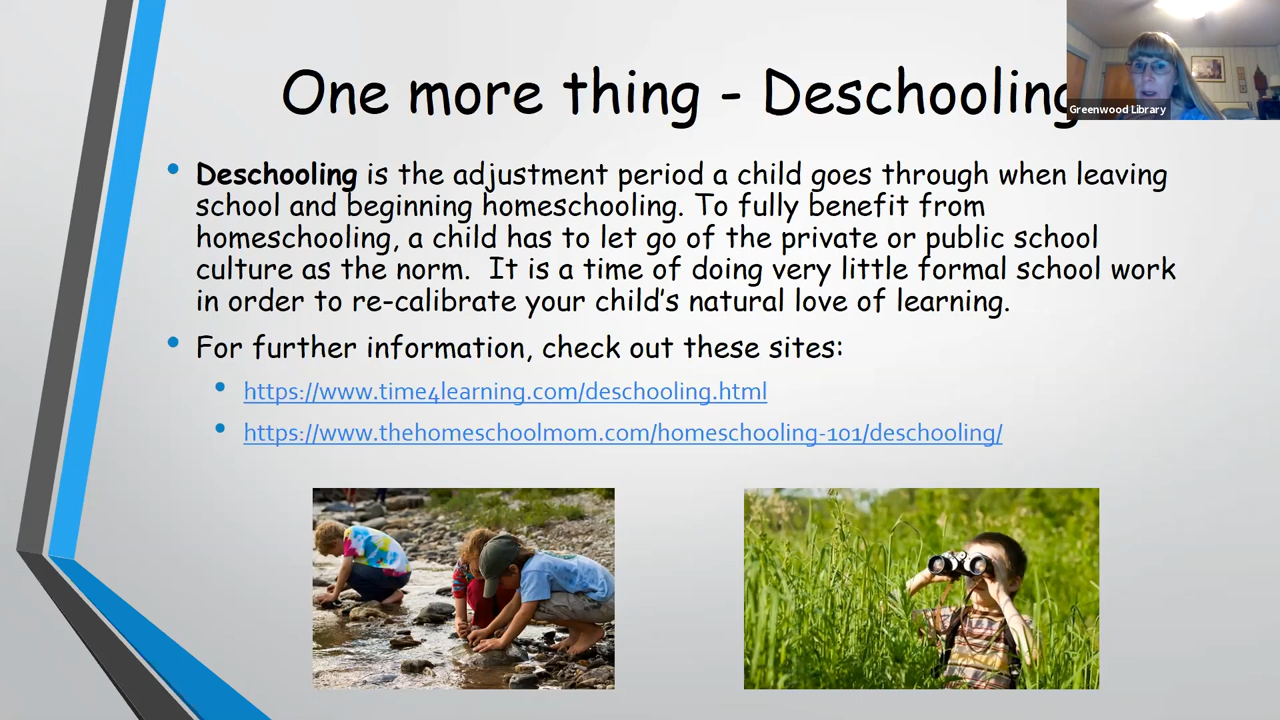 One more thing - Deschooling
Greenwood Library
Deschooling is the adjustment period a child goes through when leaving
school and beginning homeschooling. To fully benefit from
homeschooling, a child has to let go of the private or public school
culture as the norm.  It is a time of doing very little formal school work
in order to re-calibrate your child's natural love of learning.
For further information, check out these sites:
https://www.time4learning.com/deschooling.html
https://www.thehomeschoolmom.com/homeschooling-101/deschooling/